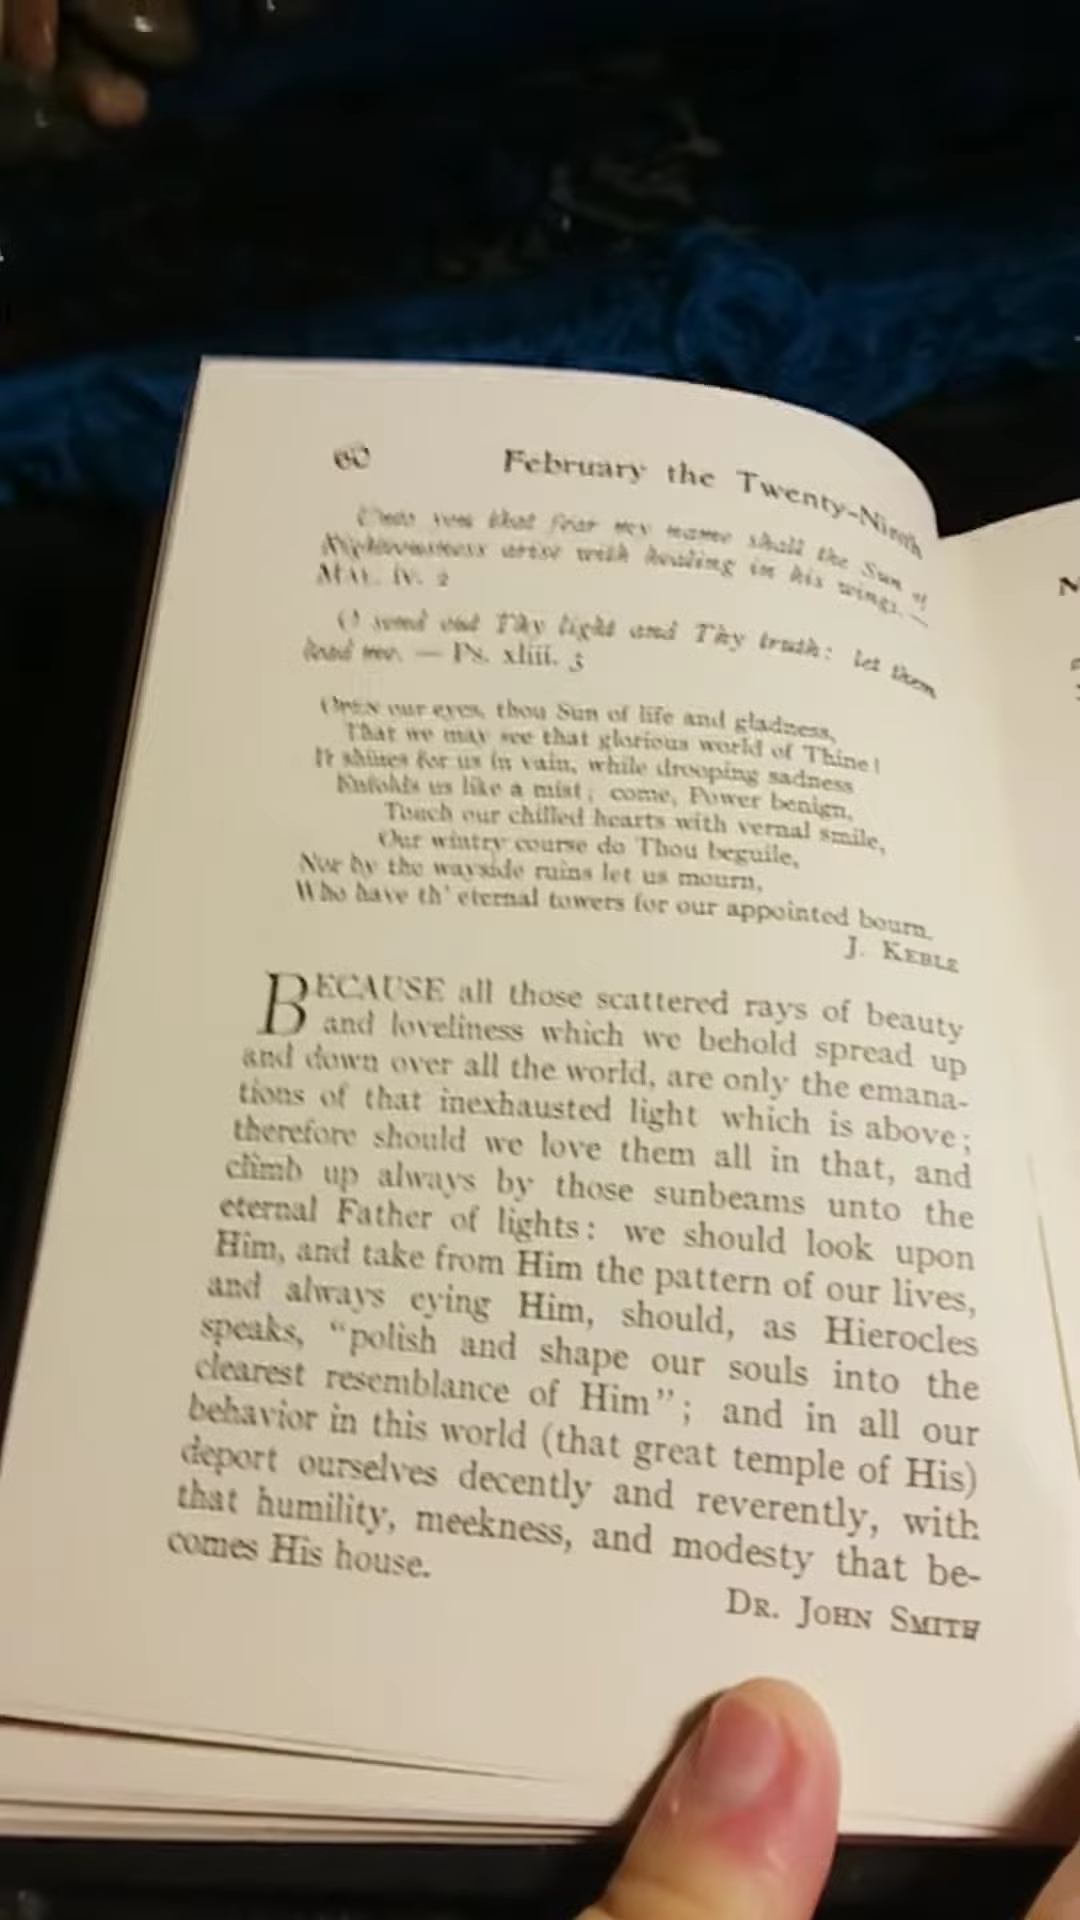 60 February the Twenty-Ninth
Unto you that fear my name shall the Sun of
Righteousness arise with healing in his wings. —
MAL. iv. 2
O send out Thy light and Thy truth: let them
lead me. — Ps. xliii. 3
OPEN our eyes, thou Sun of life and gladness,
That we may see that glorious world of Thine!
It shines for us in vain, while drooping sadness
Enfolds us like a mist; come, Power benign,
Touch our chilled hearts with vernal smile,
Our wintry course do Thou beguile,
Nor by the wayside ruins let us mourn,
Who have th' eternal towers for our appointed bourn.
J. KEBLE
BECAUSE all those scattered rays of beauty
and loveliness which we behold spread up
and down over all the world, are only the emana-
tions of that inexhausted light which is above;
therefore should we love them all in that, and
climb up always by those sunbeams unto the
eternal Father of lights: we should look upon
Him, and take from Him the pattern of our lives,
and always eying Him, should, as Hierocles
speaks, "polish and shape our souls into the
clearest resemblance of Him"; and in all our
behavior in this world (that great temple of His)
deport ourselves decently and reverently, with
that humility, meekness, and modesty that be-
comes His house.
DR. JOHN SMITH